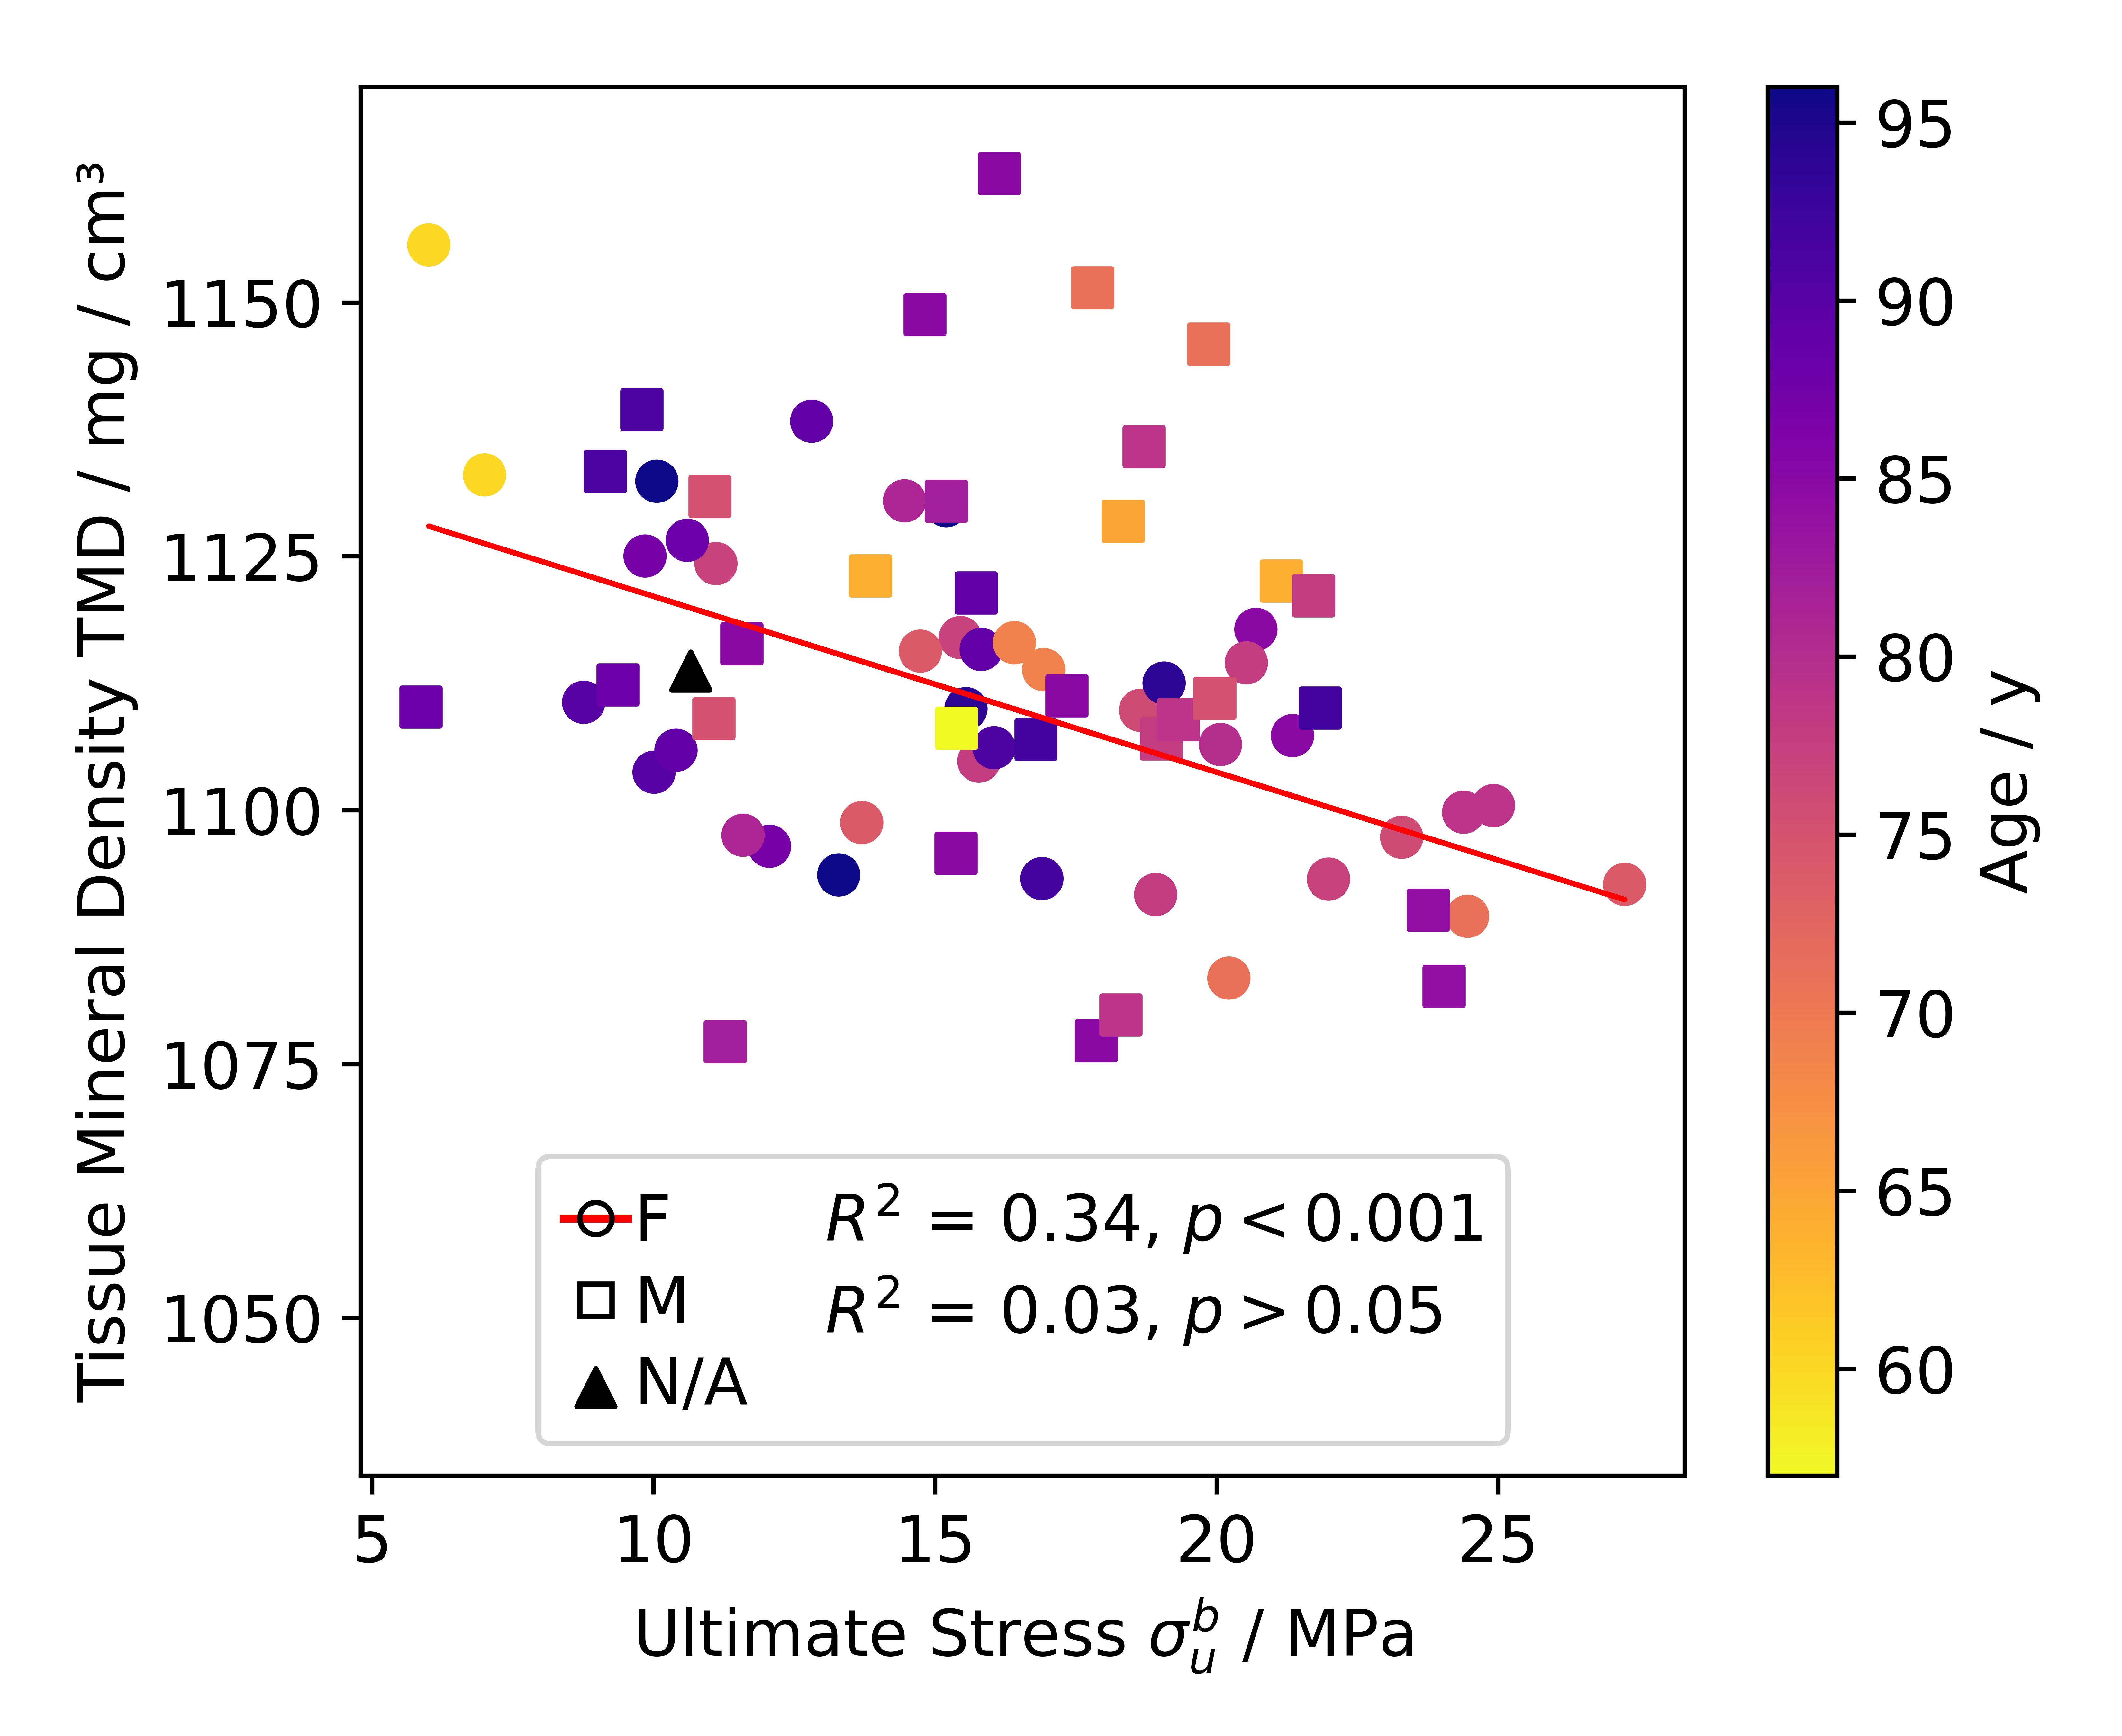 Tissue Mineral Density TMD / mg / cm³
1150
1125
1100
1075
1050
F R² = 0.34, p < 0.001
M R² = 0.03, p > 0.05
N/A
5 10 15 20 25
Ultimate Stress σᵇᵤ / MPa
95
90
85
80
75
70
65
60
Age / y